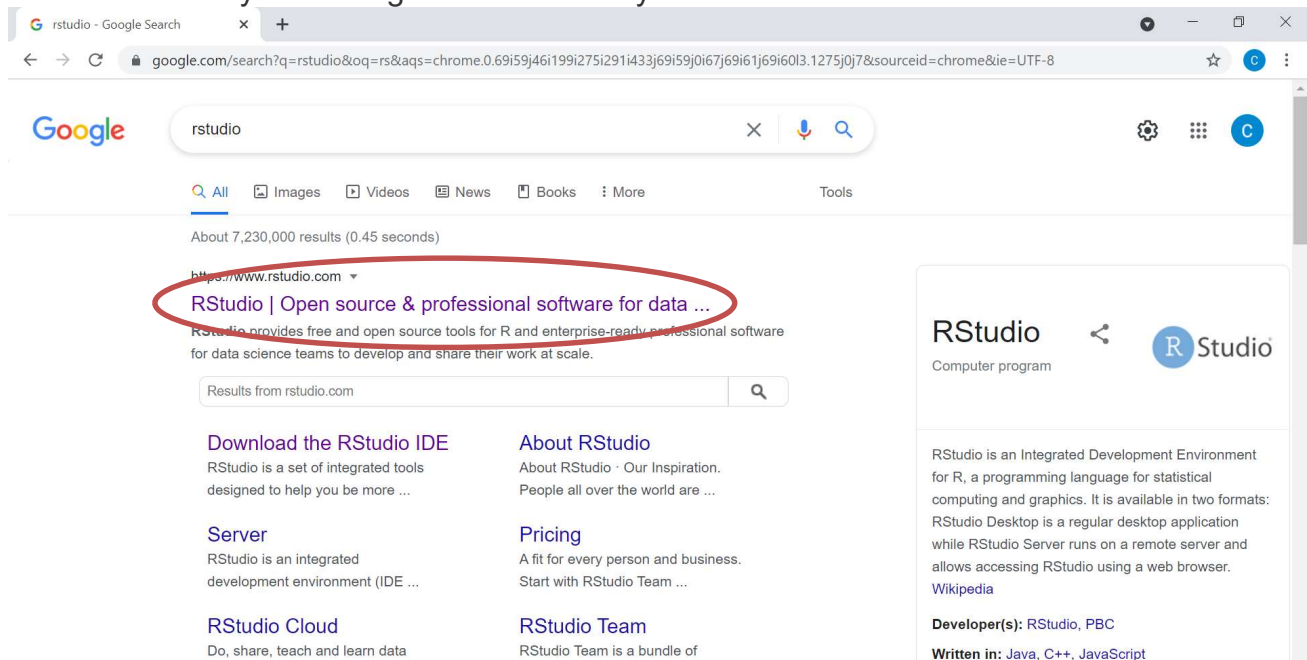 rstudio - Google Search
google.com/search?q=rstudio&oq=rs&aqs=chrome.0.69i59j46i199i275i291i433j69i59j0i67j69i61j69i60l3.1275j0j7&sourceid=chrome&ie=UTF-8
C
Google
rstudio
C
All Images Videos News Books More Tools
About 7,230,000 results (0.45 seconds)
https://www.rstudio.com
RStudio | Open source & professional software for data ...
RStudio provides free and open source tools for R and enterprise-ready professional software
for data science teams to develop and share their work at scale.
Results from rstudio.com
Download the RStudio IDE
RStudio is a set of integrated tools
designed to help you be more ...
About RStudio
About RStudio · Our Inspiration.
People all over the world are ...
Server
RStudio is an integrated
development environment (IDE ...
Pricing
A fit for every person and business.
Start with RStudio Team ...
RStudio Cloud
Do, share, teach and learn data
RStudio Team
RStudio Team is a bundle of
RStudio
Computer program
R Studio
RStudio is an Integrated Development Environment
for R, a programming language for statistical
computing and graphics. It is available in two formats:
RStudio Desktop is a regular desktop application
while RStudio Server runs on a remote server and
allows accessing RStudio using a web browser.
Wikipedia
Developer(s): RStudio, PBC
Written in: Java, C++, JavaScript